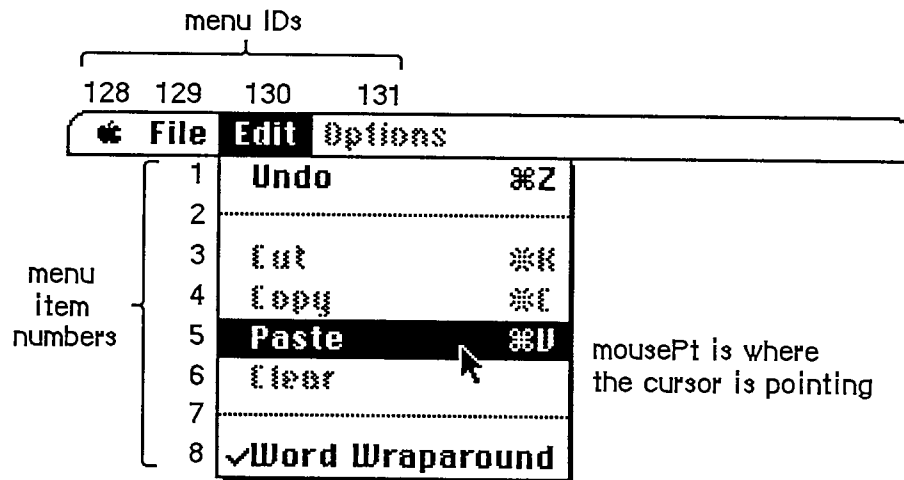 menu IDs
128 129 130 131
File Edit Options
1 Undo ⌘Z
2
3 Cut ⌘X
4 Copy ⌘C
menu
item
numbers
5 Paste ⌘V
6 Clear
7
8 ✓Word Wraparound
mousePt is where
the cursor is pointing